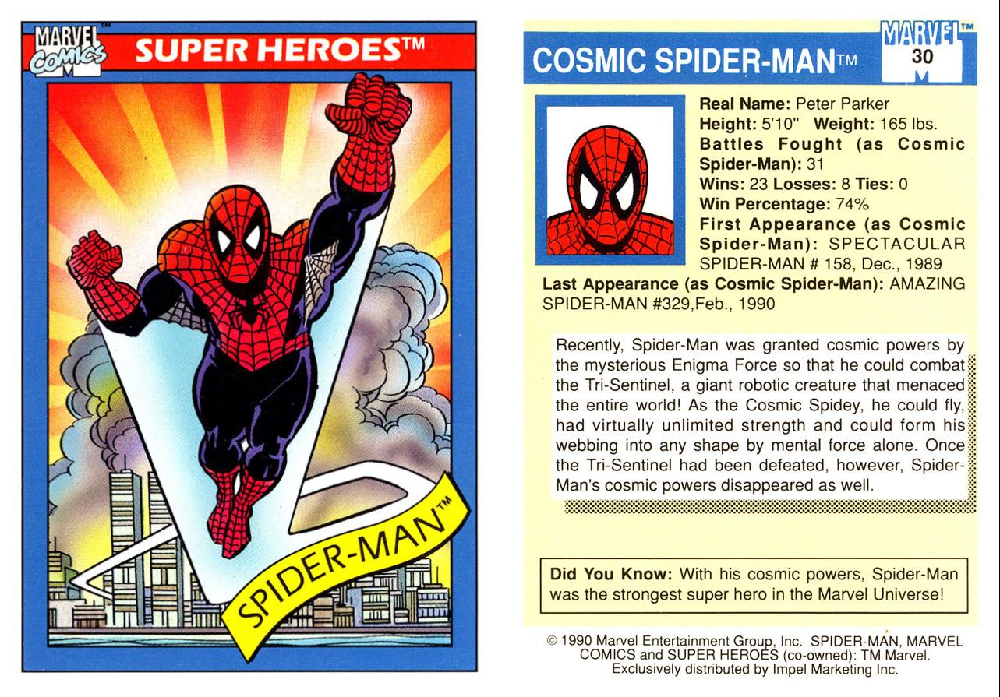 MARVEL™
COMICS
M
SUPER HEROES™
SPIDER-MAN™
MARVEL™
COSMIC SPIDER-MAN™
30
M
Real Name: Peter Parker
Height: 5'10" Weight: 165 lbs.
Battles Fought (as Cosmic
Spider-Man): 31
Wins: 23 Losses: 8 Ties: 0
Win Percentage: 74%
First Appearance (as Cosmic
Spider-Man): SPECTACULAR
SPIDER-MAN # 158, Dec., 1989
Last Appearance (as Cosmic Spider-Man): AMAZING
SPIDER-MAN #329,Feb., 1990
Recently, Spider-Man was granted cosmic powers by
the mysterious Enigma Force so that he could combat
the Tri-Sentinel, a giant robotic creature that menaced
the entire world! As the Cosmic Spidey, he could fly,
had virtually unlimited strength and could form his
webbing into any shape by mental force alone. Once
the Tri-Sentinel had been defeated, however, Spider-
Man's cosmic powers disappeared as well.
Did You Know: With his cosmic powers, Spider-Man
was the strongest super hero in the Marvel Universe!
© 1990 Marvel Entertainment Group, Inc. SPIDER-MAN, MARVEL
COMICS and SUPER HEROES (co-owned): TM Marvel.
Exclusively distributed by Impel Marketing Inc.